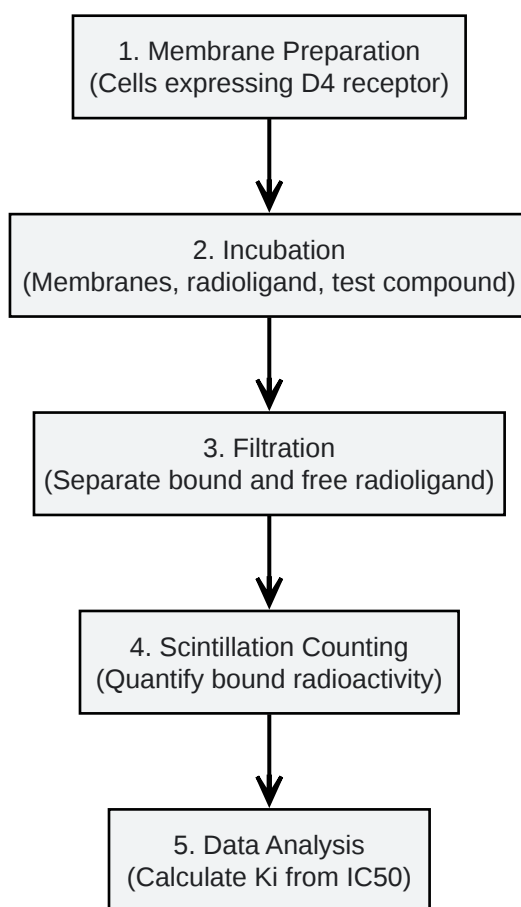 1. Membrane Preparation
(Cells expressing D4 receptor)
2. Incubation
(Membranes, radioligand, test compound)
3. Filtration
(Separate bound and free radioligand)
4. Scintillation Counting
(Quantify bound radioactivity)
5. Data Analysis
(Calculate Ki from IC50)